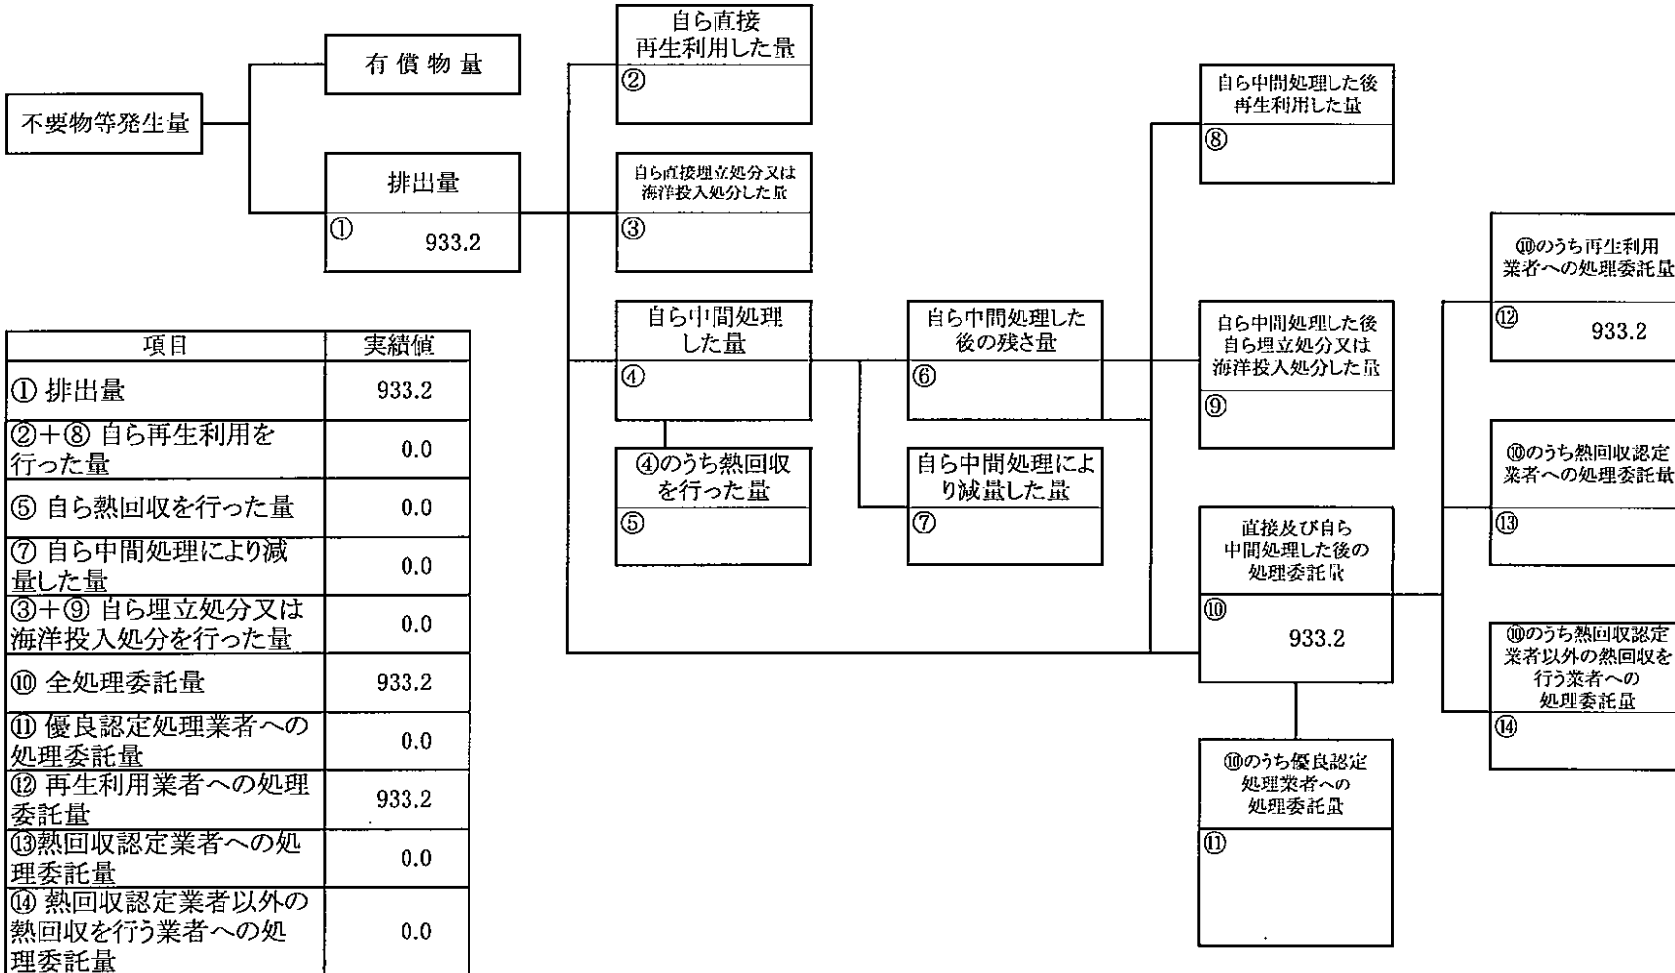 不要物等発生量
有償物量
排出量
①
933.2
自ら直接
再生利用した量
②
自ら直接埋立処分又は
海洋投入処分した量
③
自ら中間処理
した量
④
④のうち熱回収
を行った量
⑤
自ら中間処理した
後の残さ量
⑥
自ら中間処理によ
り減量した量
⑦
自ら中間処理した後
再生利用した量
⑧
自ら中間処理した後
自ら埋立処分又は
海洋投入処分した量
⑨
直接及び自ら
中間処理した後の
処理委託量
⑩
933.2
⑩のうち優良認定
処理業者への
処理委託量
⑪
⑩のうち再生利用
業者への処理委託量
⑫
933.2
⑩のうち熱回収認定
業者への処理委託量
⑬
⑩のうち熱回収認定
業者以外の熱回収を
行う業者への
処理委託量
⑭
項目 実績値
① 排出量 933.2
②+⑧ 自ら再生利用を
行った量 0.0
⑤ 自ら熱回収を行った量 0.0
⑦ 自ら中間処理により減
量した量 0.0
③+⑨ 自ら埋立処分又は
海洋投入処分を行った量 0.0
⑩ 全処理委託量 933.2
⑪ 優良認定処理業者への
処理委託量 0.0
⑫ 再生利用業者への処理
委託量 933.2
⑬熱回収認定業者への処
理委託量 0.0
⑭ 熱回収認定業者以外の
熱回収を行う業者への処
理委託量 0.0